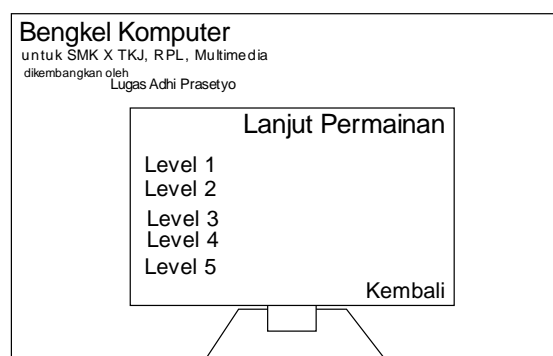 Bengkel Komputer
untuk SMK X TKJ, RPL, Multimedia
dikembangkan oleh
Lugas Adhi Prasetyo
Lanjut Permainan
Level 1
Level 2
Level 3
Level 4
Level 5
Kembali